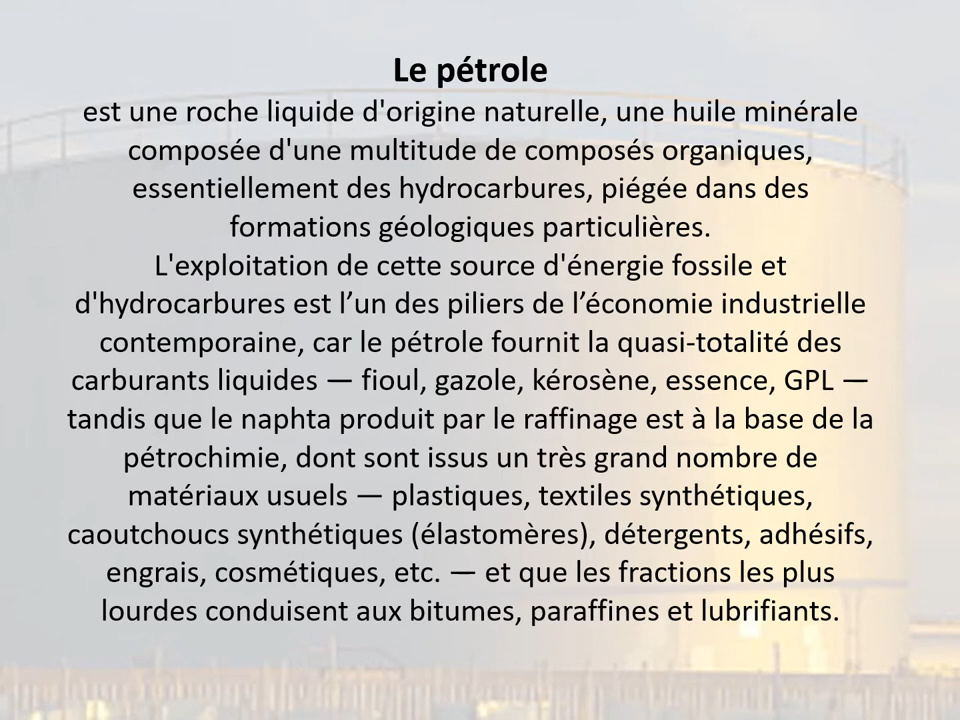 Le pétrole
est une roche liquide d'origine naturelle, une huile minérale
composée d'une multitude de composés organiques,
essentiellement des hydrocarbures, piégée dans des
formations géologiques particulières.
L'exploitation de cette source d'énergie fossile et
d'hydrocarbures est l’un des piliers de l’économie industrielle
contemporaine, car le pétrole fournit la quasi-totalité des
carburants liquides — fioul, gazole, kérosène, essence, GPL —
tandis que le naphta produit par le raffinage est à la base de la
pétrochimie, dont sont issus un très grand nombre de
matériaux usuels — plastiques, textiles synthétiques,
caoutchoucs synthétiques (élastomères), détergents, adhésifs,
engrais, cosmétiques, etc. — et que les fractions les plus
lourdes conduisent aux bitumes, paraffines et lubrifiants.